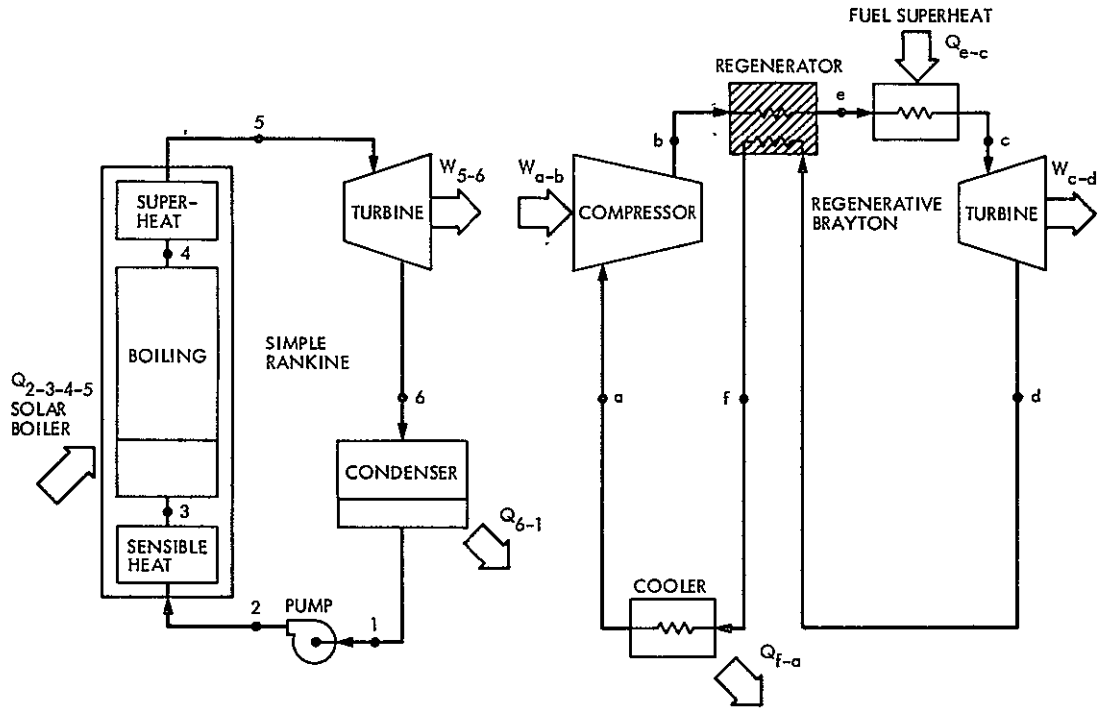 FUEL SUPERHEAT
Q e-c
REGENERATOR
e
b
c
5
W 5-6
W a-b
W c-d
SUPER-
HEAT
TURBINE
COMPRESSOR
REGENERATIVE
BRAYTON
TURBINE
4
BOILING
SIMPLE
RANKINE
Q 2-3-4-5
SOLAR
BOILER
6
a
f
d
CONDENSER
3
Q 6-1
SENSIBLE
HEAT
COOLER
2
PUMP
1
Q f-a